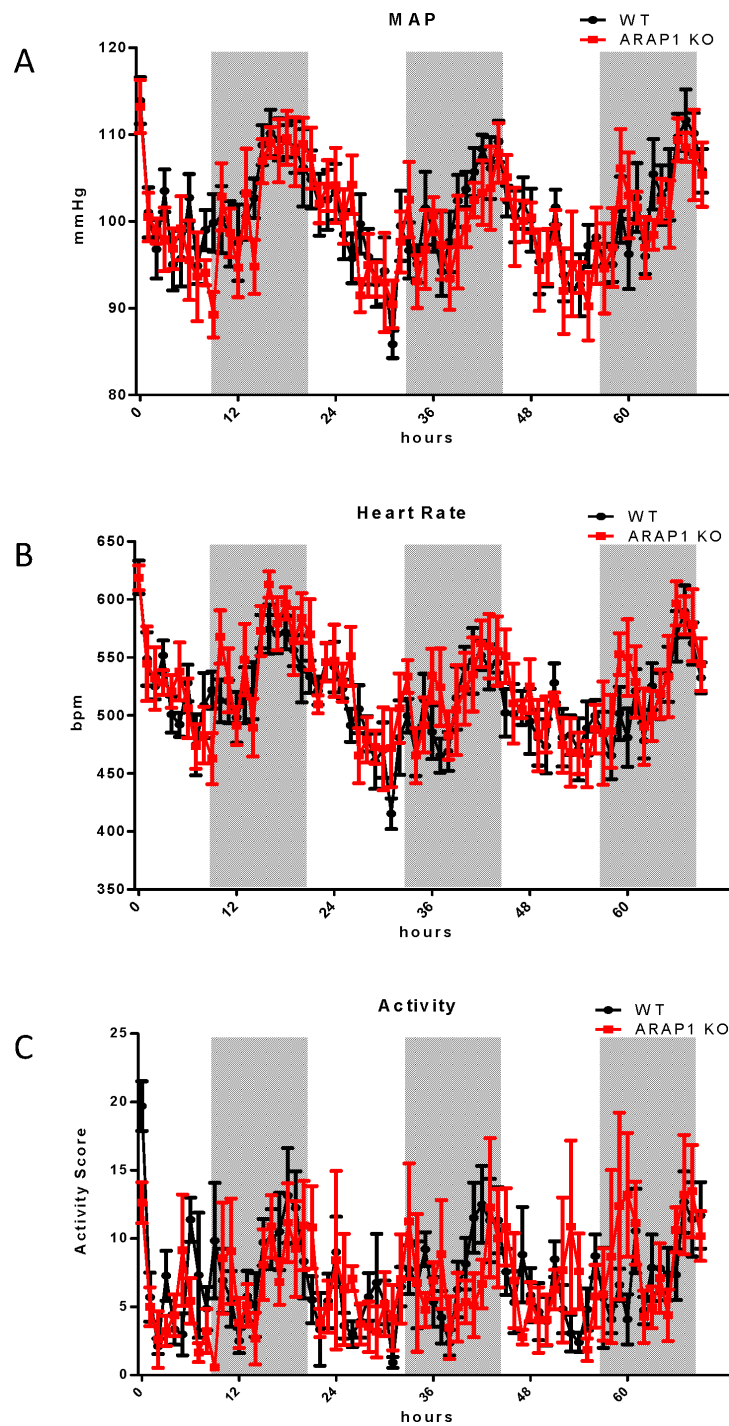 MAP
WT
ARAP1 KO
A
120
110
100
90
80
mmHg
0
12
24
36
48
60
hours
Heart Rate
WT
ARAP1 KO
B
650
600
550
500
450
400
350
bpm
0
12
24
36
48
60
hours
Activity
WT
ARAP1 KO
C
25
20
15
10
5
0
Activity Score
0
12
24
36
48
60
hours